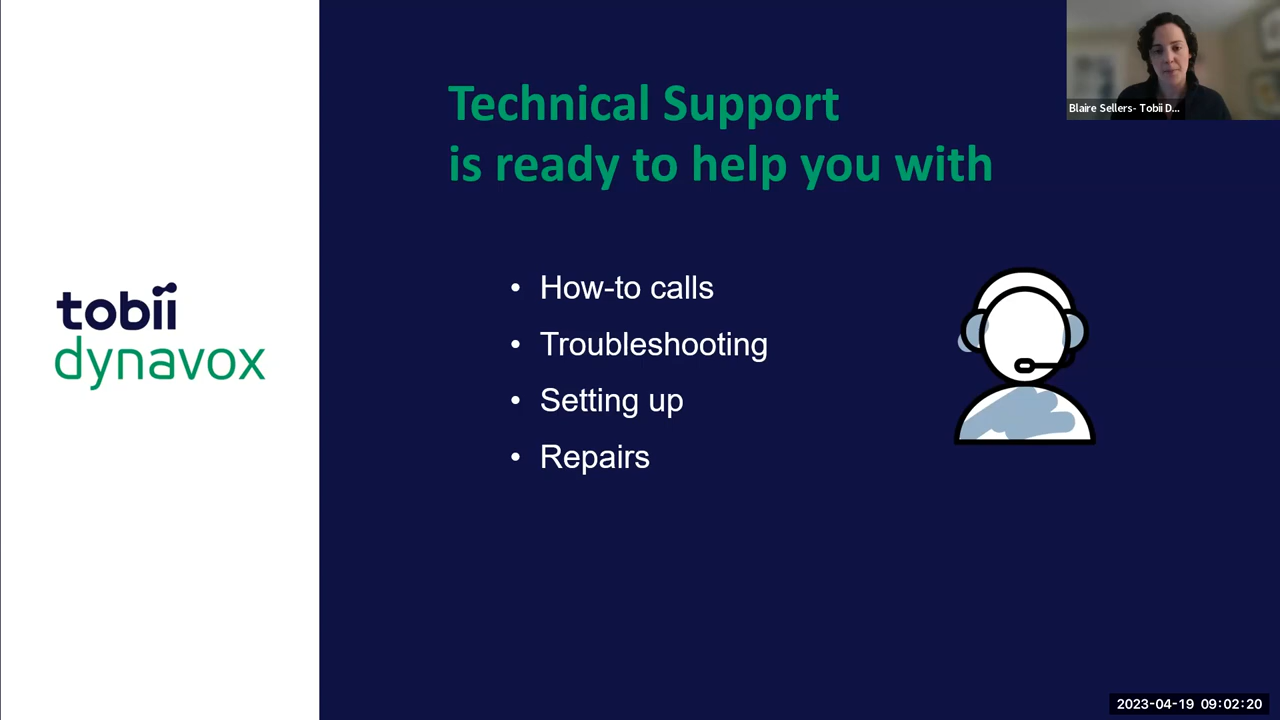 Technical Support
is ready to help you with
Blaire Sellers- Tobii D...
tobii
dynavox
• How-to calls
• Troubleshooting
• Setting up
• Repairs
2023-04-19 09:02:20